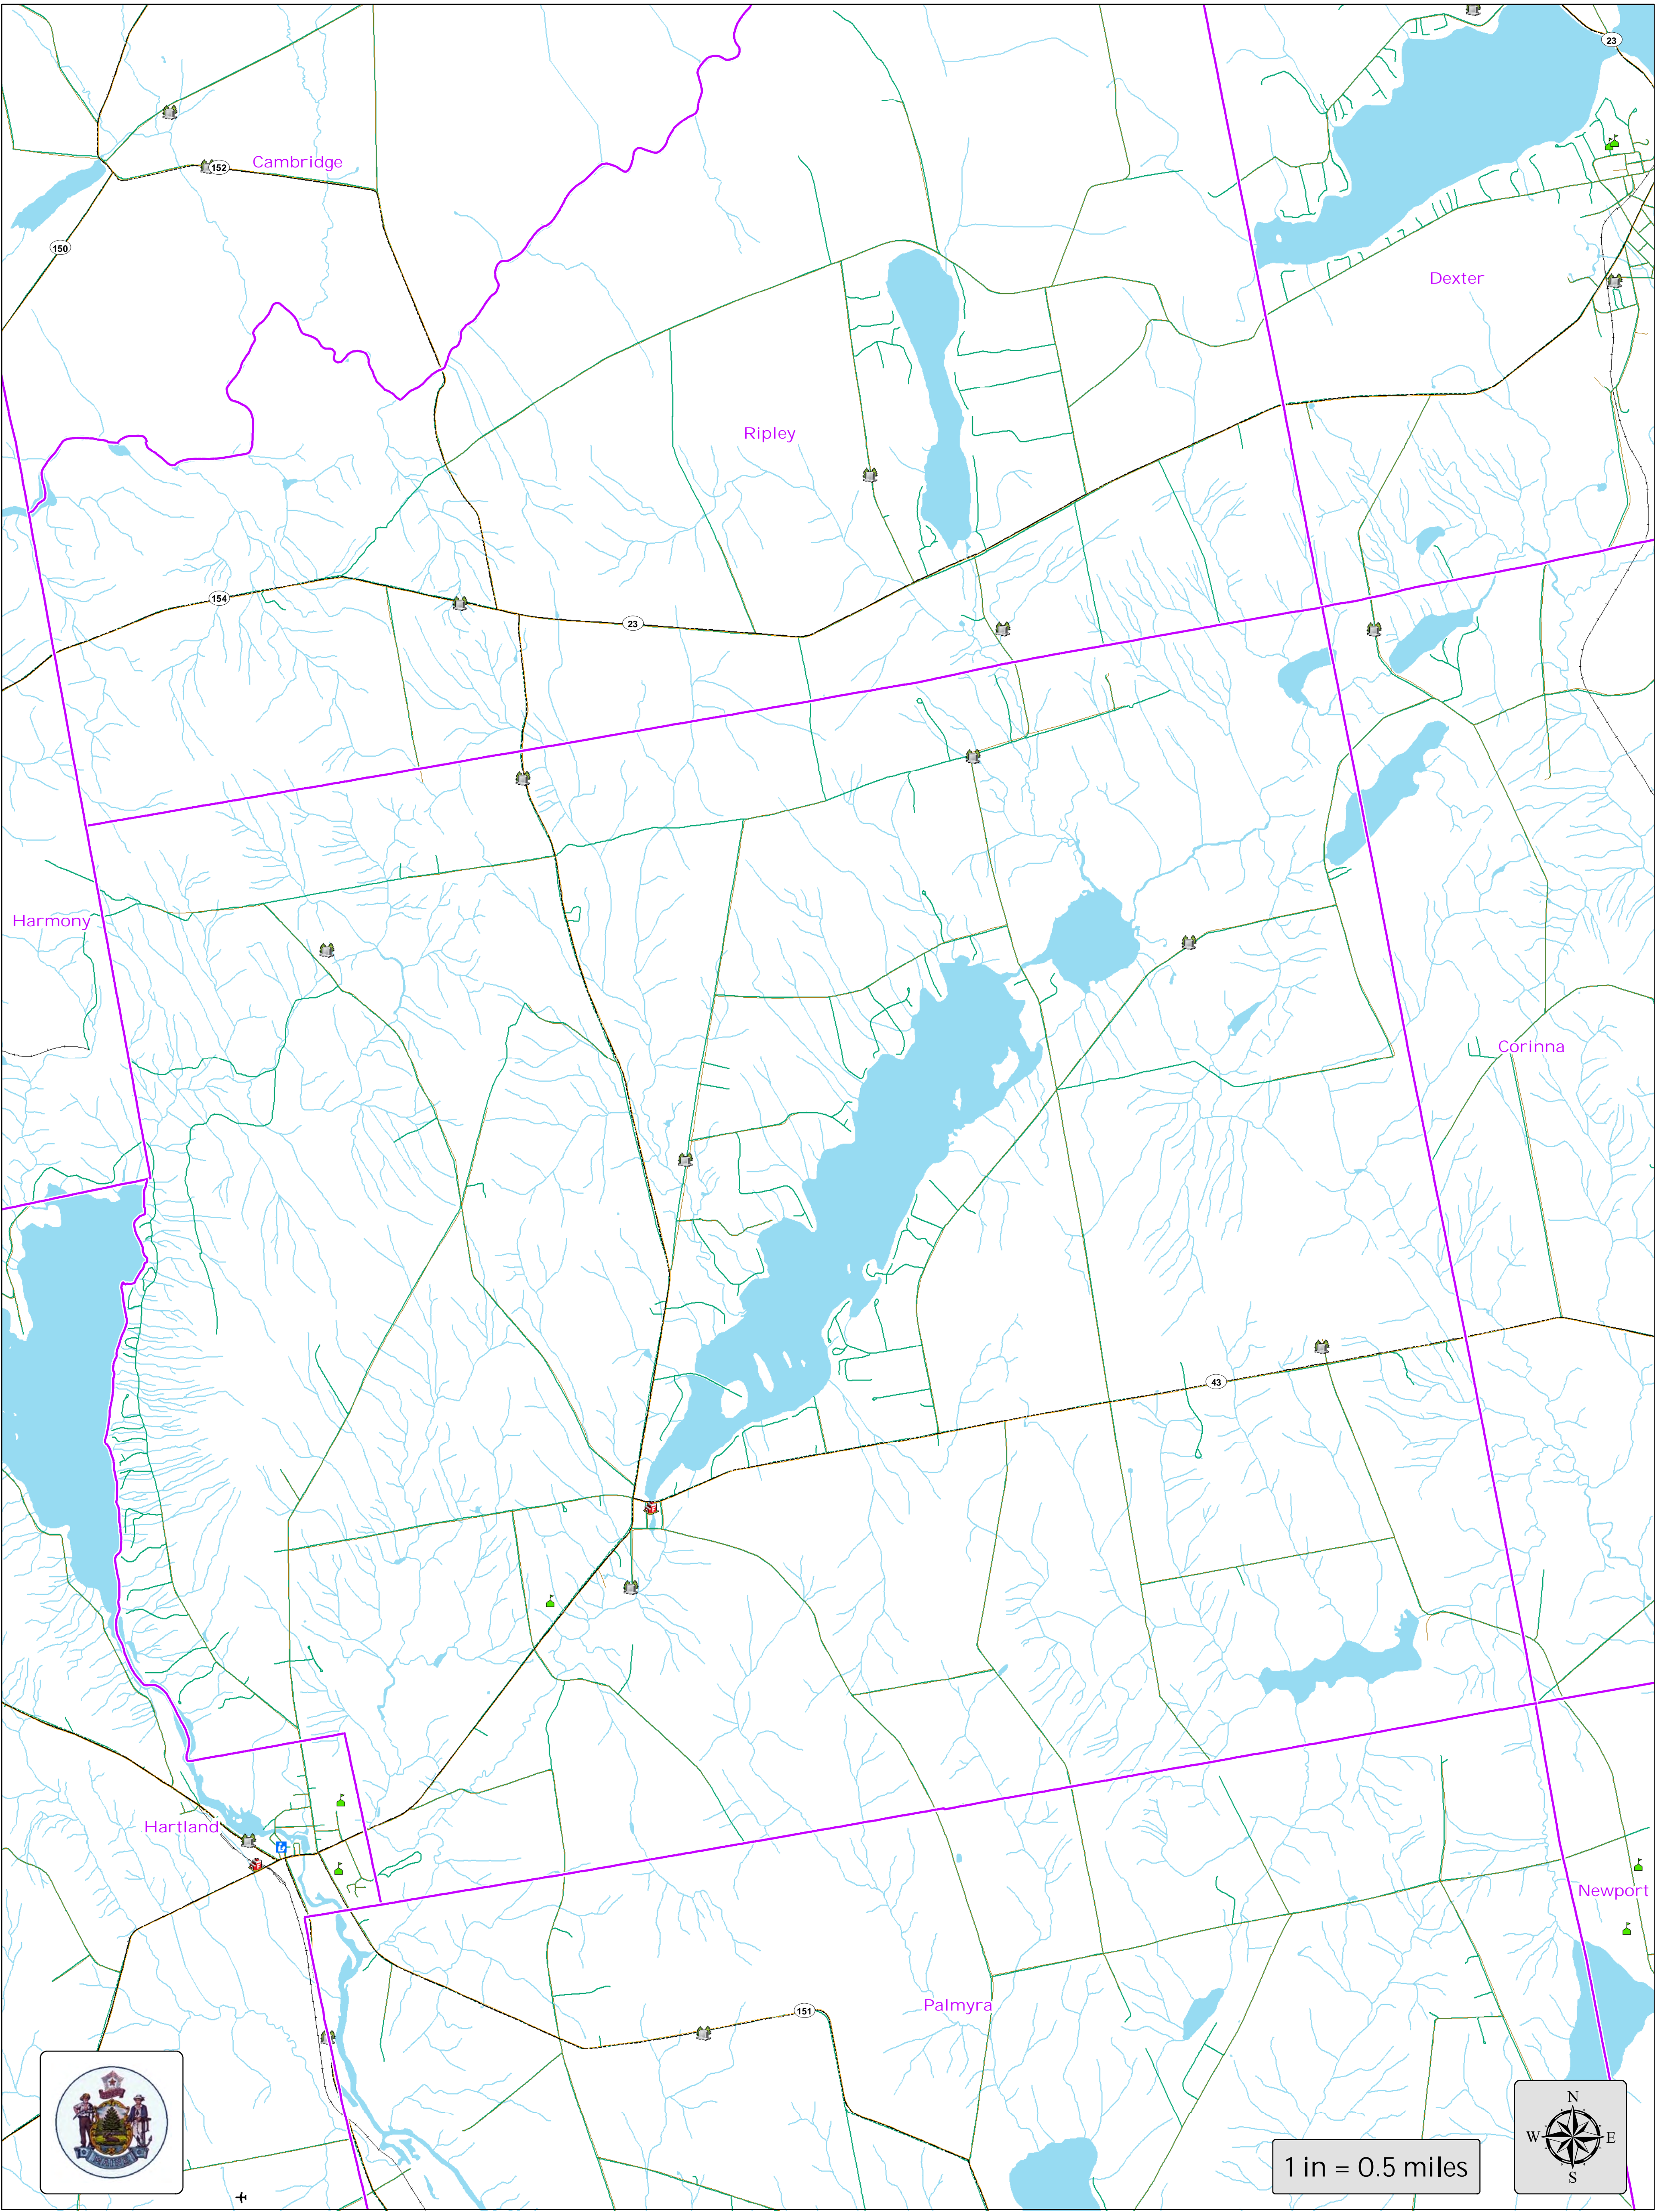 23
Cambridge
152
150
Dexter
Ripley
154
23
Harmony
Corinna
43
Hartland
Newport
Palmyra
151
N
W E
S
1 in = 0.5 miles